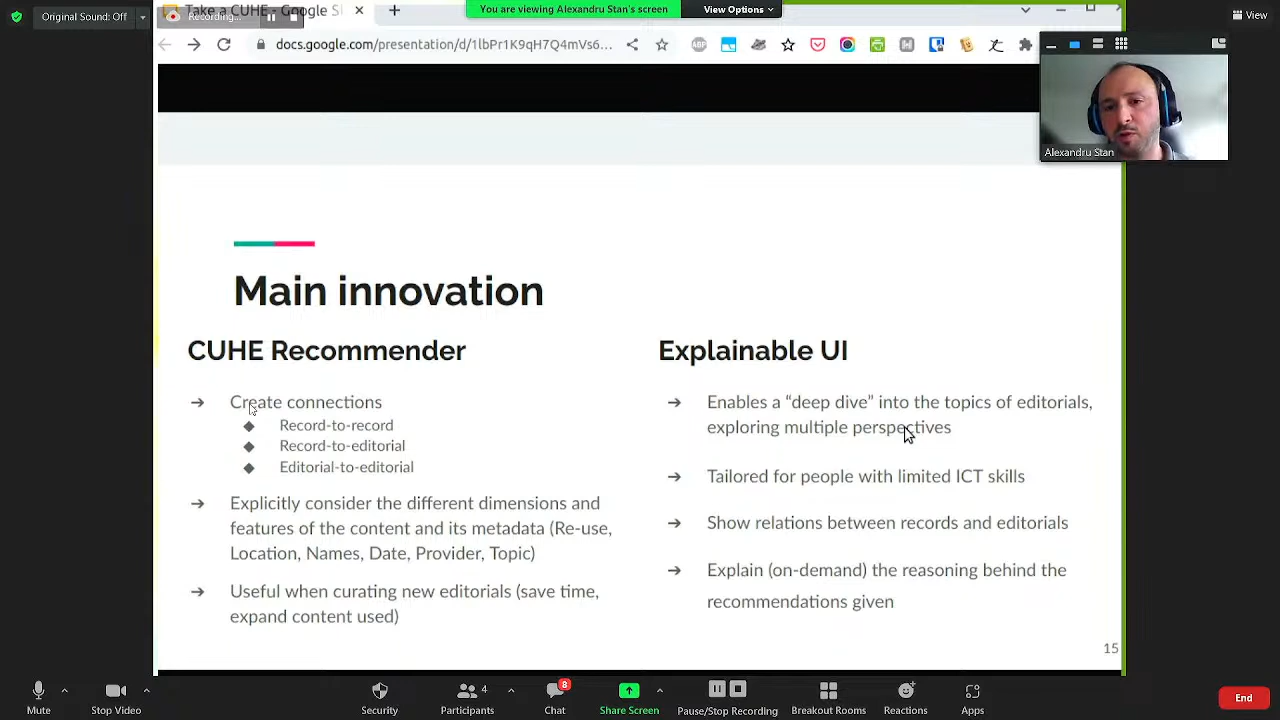 Take a CUHE - Google S
Recording...
You are viewing Alexandru Stan's screen
View Options
View
Original Sound: Off
docs.google.com/presentation/d/1lbPr1K9qH7Q4mVs6...
ABP
Alexandru Stan
Main innovation
CUHE Recommender
➔ Create connections
◆ Record-to-record
◆ Record-to-editorial
◆ Editorial-to-editorial
➔ Explicitly consider the different dimensions and
features of the content and its metadata (Re-use,
Location, Names, Date, Provider, Topic)
➔ Useful when curating new editorials (save time,
expand content used)
Explainable UI
➔ Enables a “deep dive” into the topics of editorials,
exploring multiple perspectives
➔ Tailored for people with limited ICT skills
➔ Show relations between records and editorials
➔ Explain (on-demand) the reasoning behind the
recommendations given
15
Mute
Stop Video
Security
4
Participants
8
Chat
Share Screen
Pause/Stop Recording
Breakout Rooms
Reactions
Apps
End